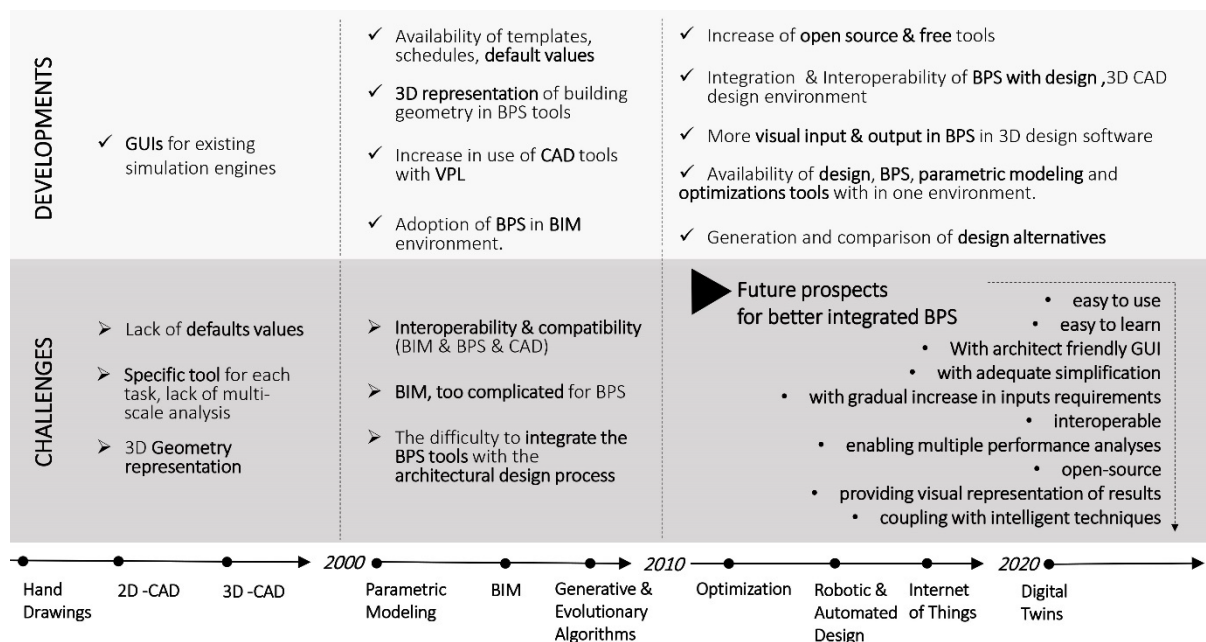 DEVELOPMENTS
✓ GUIs for existing
simulation engines
✓ Availability of templates,
schedules, default values
✓ 3D representation of building
geometry in BPS tools
✓ Increase in use of CAD tools
with VPL
✓ Adoption of BPS in BIM
environment.
✓ Increase of open source & free tools
✓ Integration & Interoperability of BPS with design ,3D CAD
design environment
✓ More visual input & output in BPS in 3D design software
✓ Availability of design, BPS, parametric modeling and
optimizations tools with in one environment.
✓ Generation and comparison of design alternatives
CHALLENGES
➢ Lack of defaults values
➢ Specific tool for each
task, lack of multi-
scale analysis
➢ 3D Geometry
representation
➢ Interoperability & compatibility
(BIM & BPS & CAD)
➢ BIM, too complicated for BPS
➢ The difficulty to integrate the
BPS tools with the
architectural design process
Future prospects
for better integrated BPS
• easy to use
• easy to learn
• With architect friendly GUI
• with adequate simplification
• with gradual increase in inputs requirements
• interoperable
• enabling multiple performance analyses
• open-source
• providing visual representation of results
• coupling with intelligent techniques
2000
2010
2020
Hand
Drawings
2D -CAD
3D -CAD
Parametric
Modeling
BIM
Generative &
Evolutionary
Algorithms
Optimization
Robotic &
Automated
Design
Internet
of Things
Digital
Twins